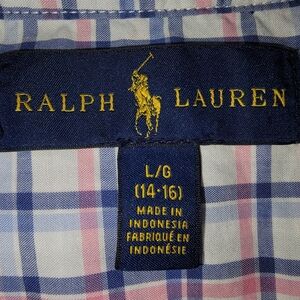 RALPH LAUREN
L/G
(14-16)
MADE IN
INDONESIA
FABRIQUÉ EN
INDONÉSIE